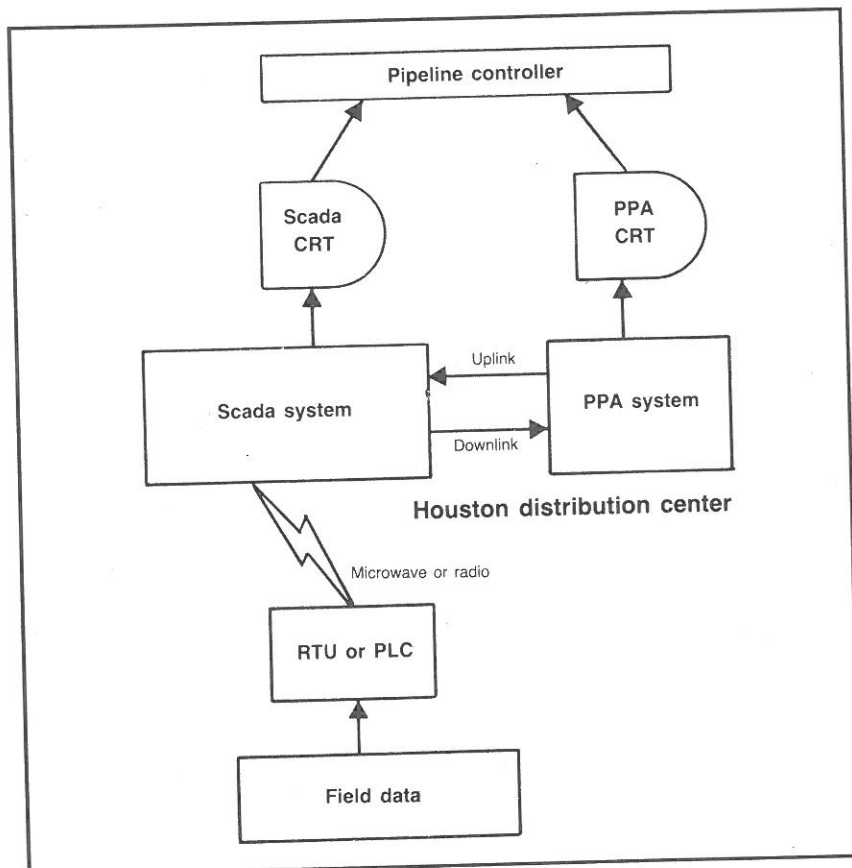 Pipeline controller
Scada
CRT
PPA
CRT
Uplink
Scada system
PPA system
Downlink
Houston distribution center
Microwave or radio
RTU or PLC
Field data